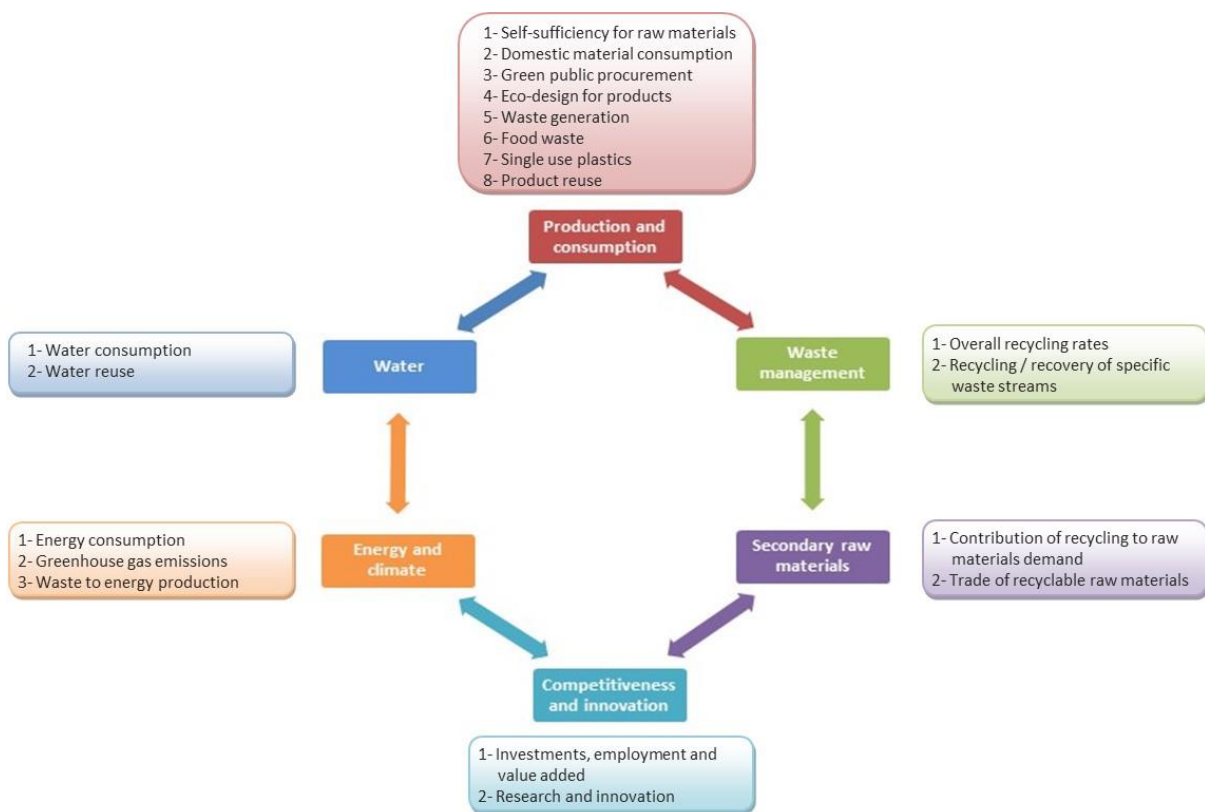 1- Self-sufficiency for raw materials
2- Domestic material consumption
3- Green public procurement
4- Eco-design for products
5- Waste generation
6- Food waste
7- Single use plastics
8- Product reuse
Production and
consumption
1- Water consumption
2- Water reuse
Water
Waste
management
1- Overall recycling rates
2- Recycling / recovery of specific
waste streams
1- Energy consumption
2- Greenhouse gas emissions
3- Waste to energy production
Energy and
climate
Secondary raw
materials
1- Contribution of recycling to raw
materials demand
2- Trade of recyclable raw materials
Competitiveness
and innovation
1- Investments, employment and
value added
2- Research and innovation